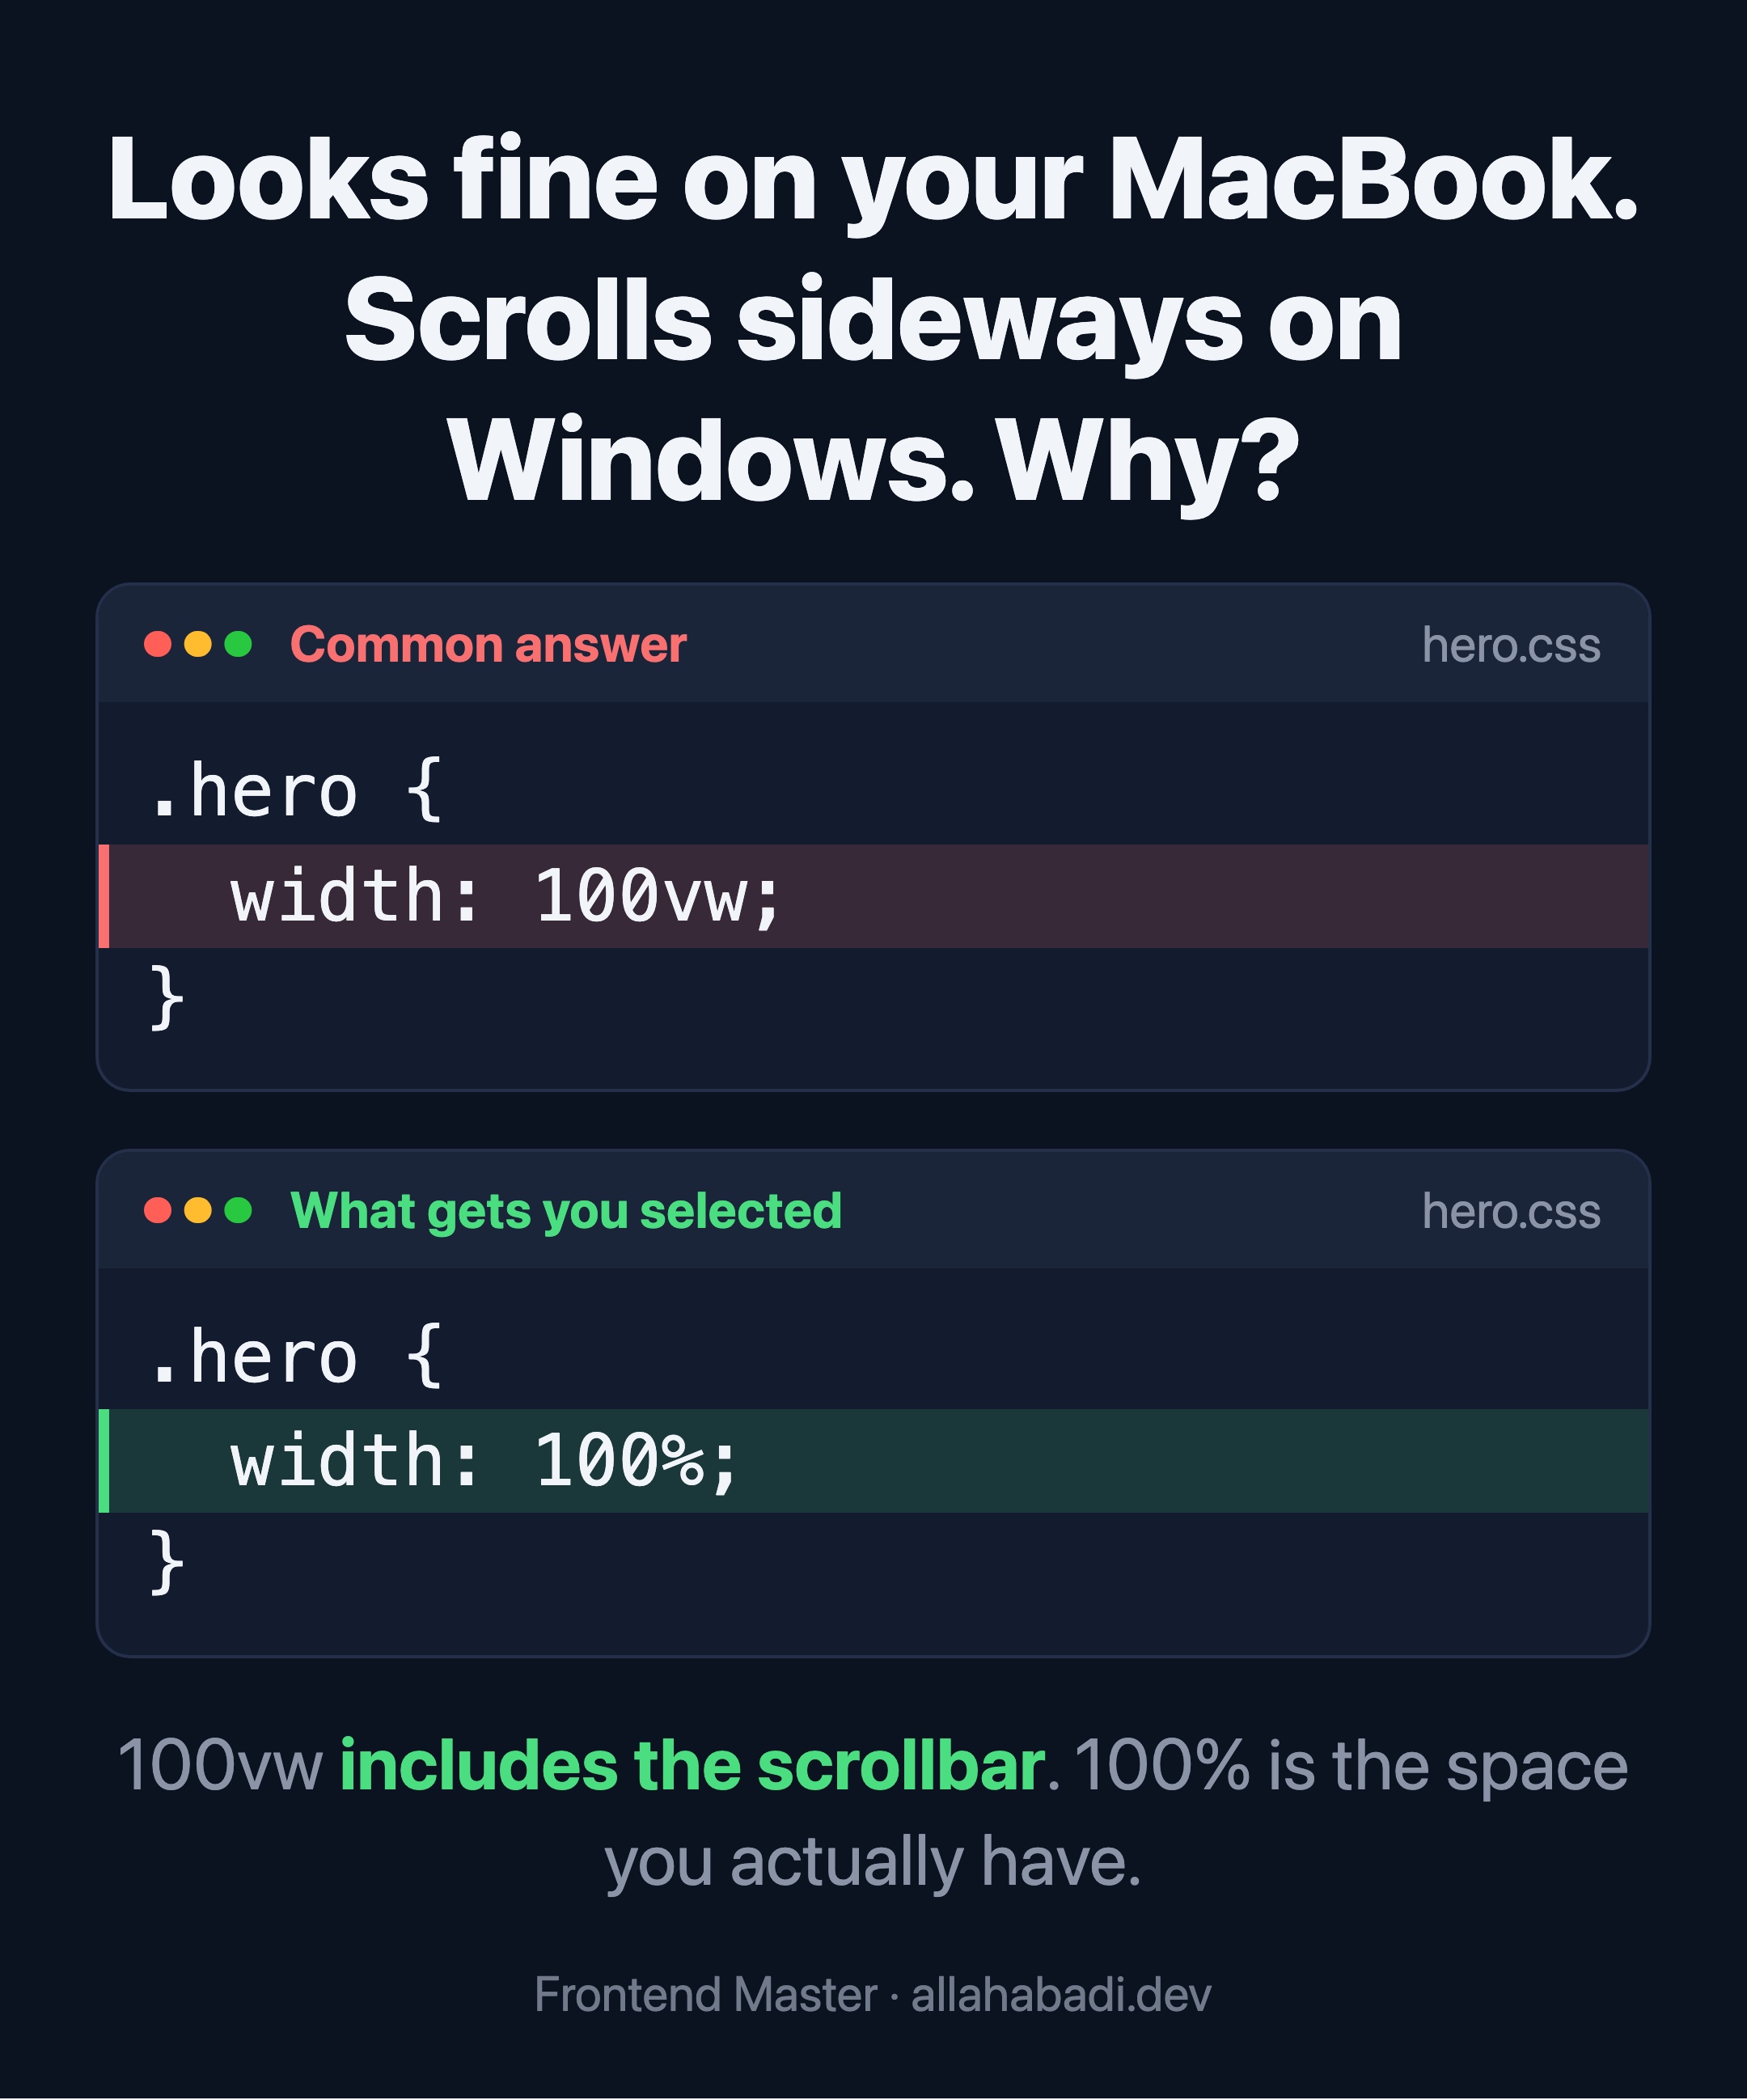 Looks fine on your MacBook.
Scrolls sideways on
Windows. Why?
Common answer
hero.css
.hero {
  width: 100vw;
}
What gets you selected
hero.css
.hero {
  width: 100%;
}
100vw includes the scrollbar. 100% is the space
you actually have.
Frontend Master · allahabadi.dev